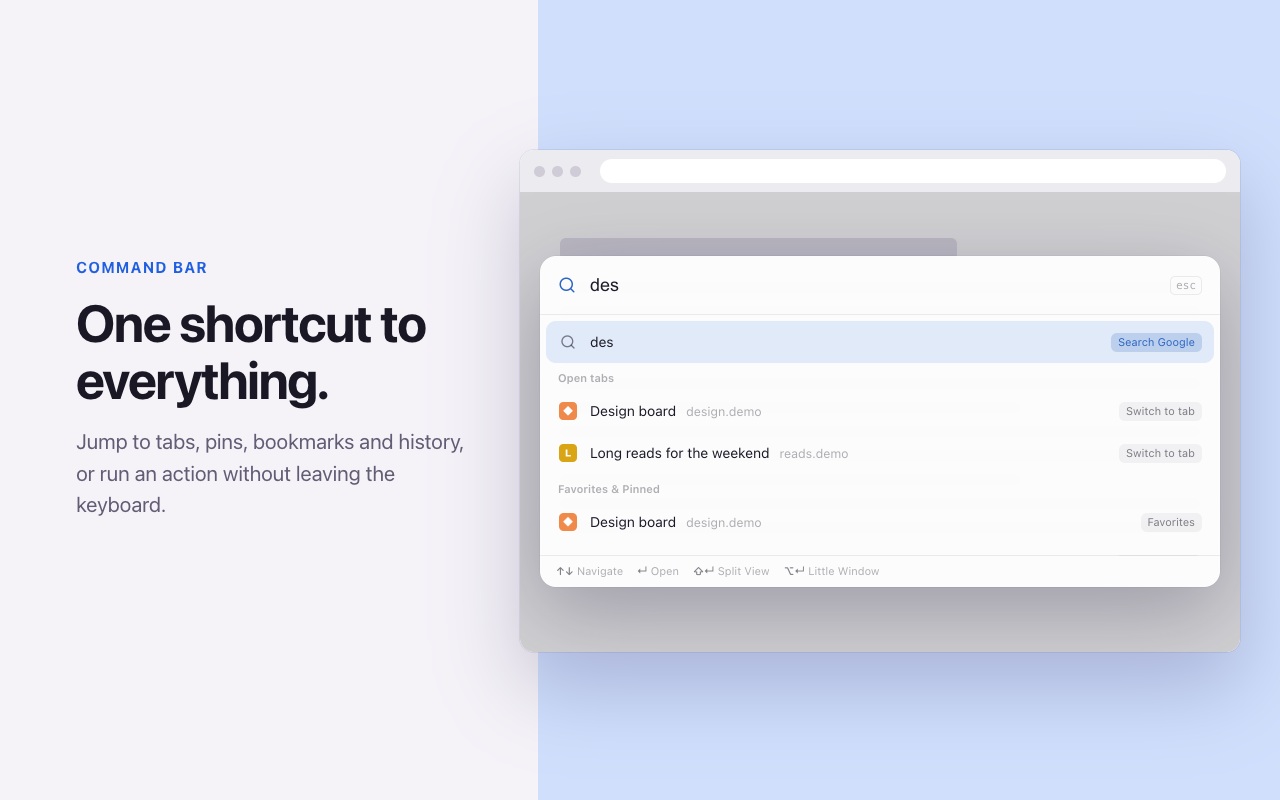 COMMAND BAR
One shortcut to
everything.
Jump to tabs, pins, bookmarks and history,
or run an action without leaving the
keyboard.
des
esc
des
Search Google
Open tabs
Design board design.demo
Switch to tab
L
Long reads for the weekend reads.demo
Switch to tab
Favorites & Pinned
Design board design.demo
Favorites
↑↓ Navigate ↵ Open ⇧↵ Split View ⌥↵ Little Window